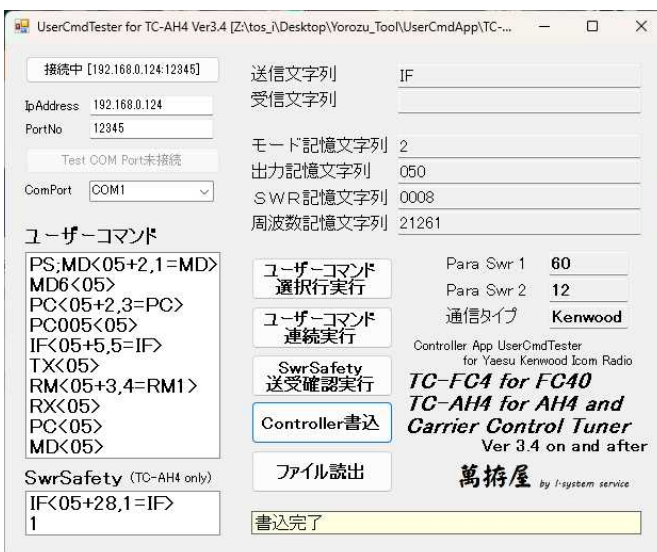 UserCmdTester for TC-AH4 Ver3.4 [Z:\tos_i\Desktop\Yorozu_Tool\UserCmdApp\TC-...
接続中 [192.168.0.124:12345]
IpAddress 192.168.0.124
PortNo 12345
Test COM Port未接続
ComPort COM1
ユーザーコマンド
PS;MD<05+2,1=MD>
MD6<05>
PC<05+2,3=PC>
PC005<05>
IF<05+5,5=IF>
TX<05>
RM<05+3,4=RM1>
RX<05>
PC<05>
MD<05>
SwrSafety (TC-AH4 only)
IF<05+28,1=IF>
1
送信文字列 IF
受信文字列
モード記憶文字列 2
出力記憶文字列 050
ＳＷＲ記憶文字列 0008
周波数記憶文字列 21261
ユーザーコマンド
選択行実行
ユーザーコマンド
連続実行
SwrSafety
送受確認実行
Controller書込
ファイル読出
Para Swr 1 60
Para Swr 2 12
通信タイプ Kenwood
Controller App UserCmdTester
for Yaesu Kenwood Icom Radio
TC-FC4 for FC40
TC-AH4 for AH4 and
Carrier Control Tuner
Ver 3.4 on and after
萬拵屋 by I-system service
書込完了